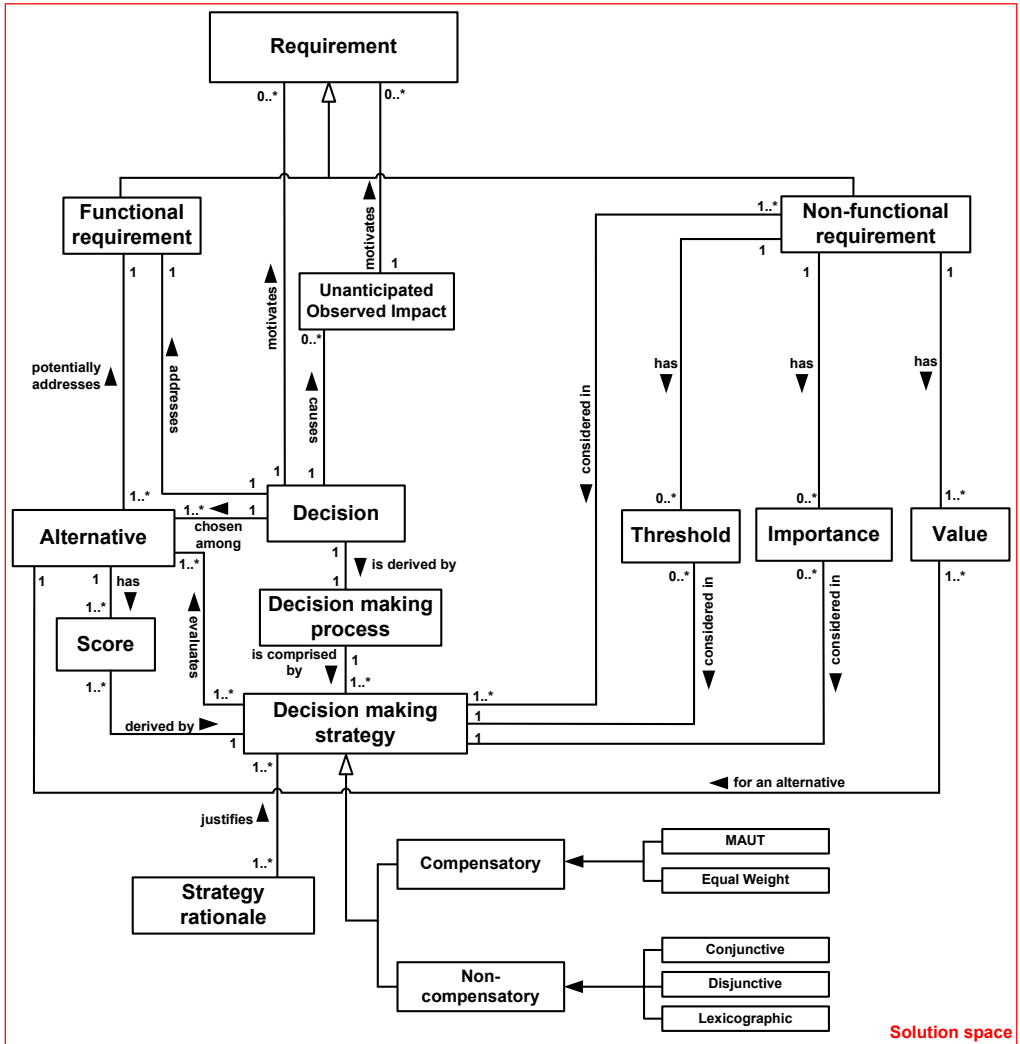 Requirement
0..*
0..*
Functional
requirement
Non-functional
requirement
1..*
1
1
1
1
1
motivates
1
Unanticipated
Observed Impact
0..*
motivates
potentially
addresses
addresses
causes
considered in
has
has
has
1
1
1
1..*
1..*
1
chosen
among
Decision
Alternative
0..*
0..*
1..*
Threshold
Importance
Value
1
1
has
1..*
1..*
evaluates
1
is derived by
1
Decision making
process
0..*
0..*
1..*
considered in
considered in
Score
is comprised
by
1
1..*
1..*
1..*
1..*
derived by
1
Decision making
strategy
1
1
1..*
for an alternative
justifies
1..*
Strategy
rationale
Compensatory
MAUT
Equal Weight
Non-
compensatory
Conjunctive
Disjunctive
Lexicographic
Solution space